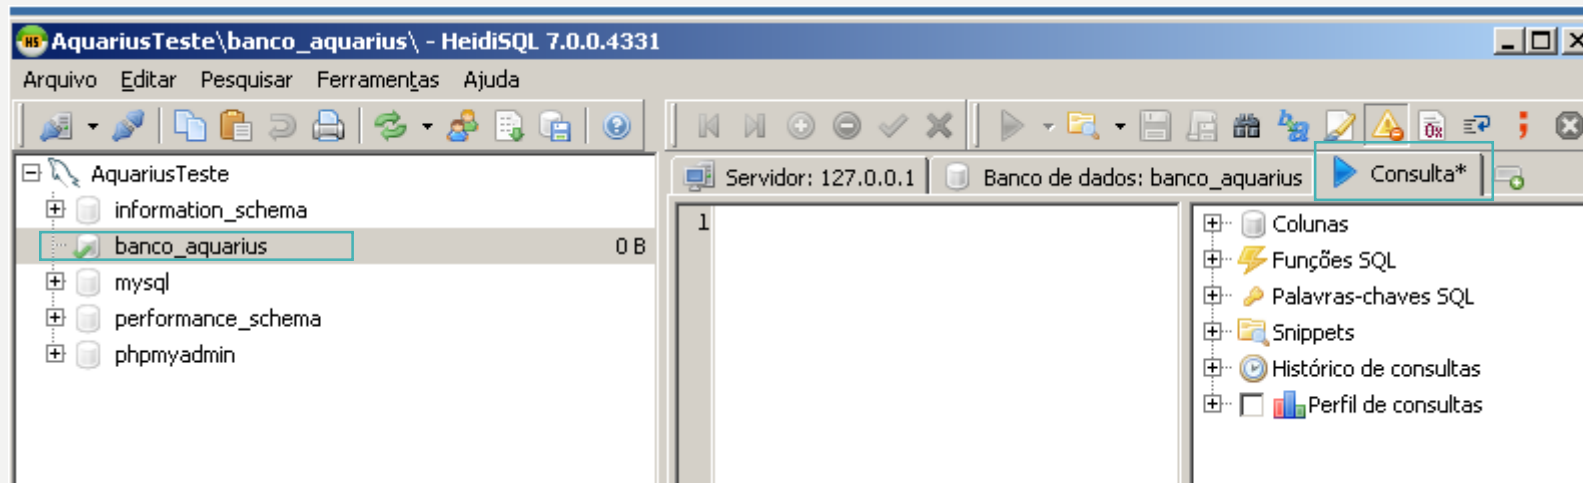 HS AquariusTeste\banco_aquarius\ - HeidiSQL 7.0.0.4331
Arquivo Editar Pesquisar Ferramentas Ajuda
AquariusTeste
information_schema
banco_aquarius 0 B
mysql
performance_schema
phpmyadmin
Servidor: 127.0.0.1 Banco de dados: banco_aquarius Consulta*
1
Colunas
Funções SQL
Palavras-chaves SQL
Snippets
Histórico de consultas
Perfil de consultas